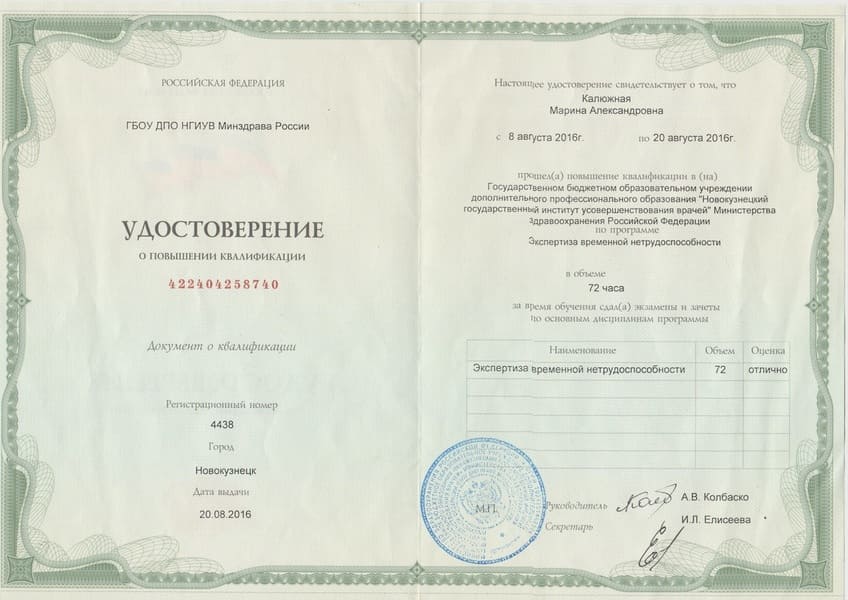 РОССИЙСКАЯ ФЕДЕРАЦИЯ
ГБОУ ДПО НГИУВ Минздрава России
УДОСТОВЕРЕНИЕ
О ПОВЫШЕНИИ КВАЛИФИКАЦИИ
422404258740
Документ о квалификации
Регистрационный номер
4438
Город
Новокузнецк
Дата выдачи
20.08.2016
Настоящее удостоверение свидетельствует о том, что
Калюжная
Марина Александровна
с 8 августа 2016г. по 20 августа 2016г.
прошел(а) повышение квалификации в (на)
Государственном бюджетном образовательном учреждении
дополнительного профессионального образования "Новокузнецкий
государственный институт усовершенствования врачей" Министерства
здравоохранения Российской Федерации
по программе
Экспертиза временной нетрудоспособности
в объеме
72 часа
за время обучения сдал(а) экзамены и зачеты
по основным дисциплинам программы
Наименование Объем Оценка
Экспертиза временной нетрудоспособности 72 отлично
М.П.
Руководитель А.В. Колбаско
Секретарь И.Л. Елисеева